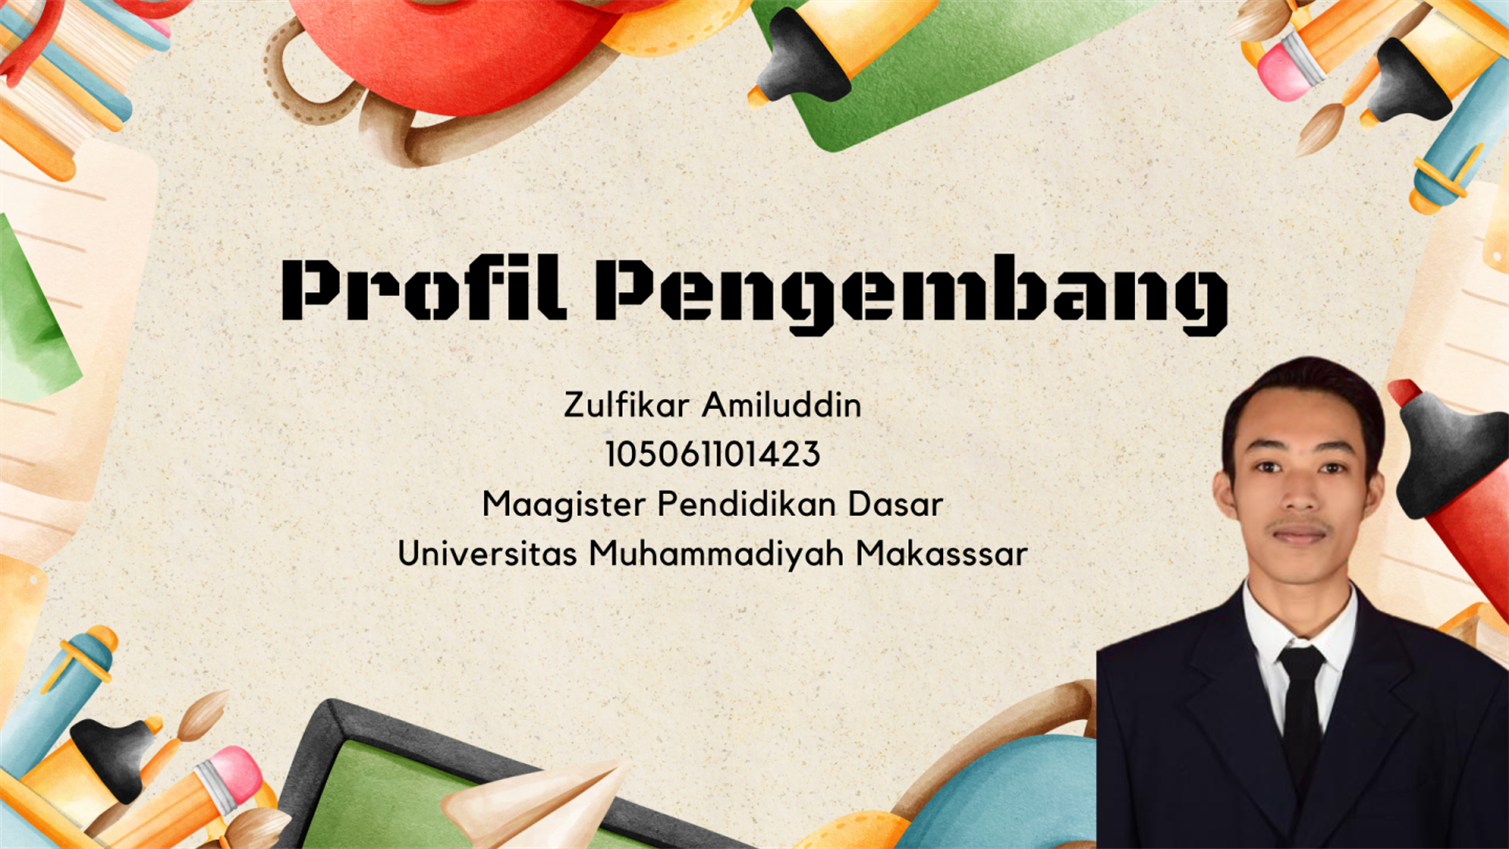 Profil Pengembang
Zulfikar Amiluddin
105061101423
Maagister Pendidikan Dasar
Universitas Muhammadiyah Makasssar